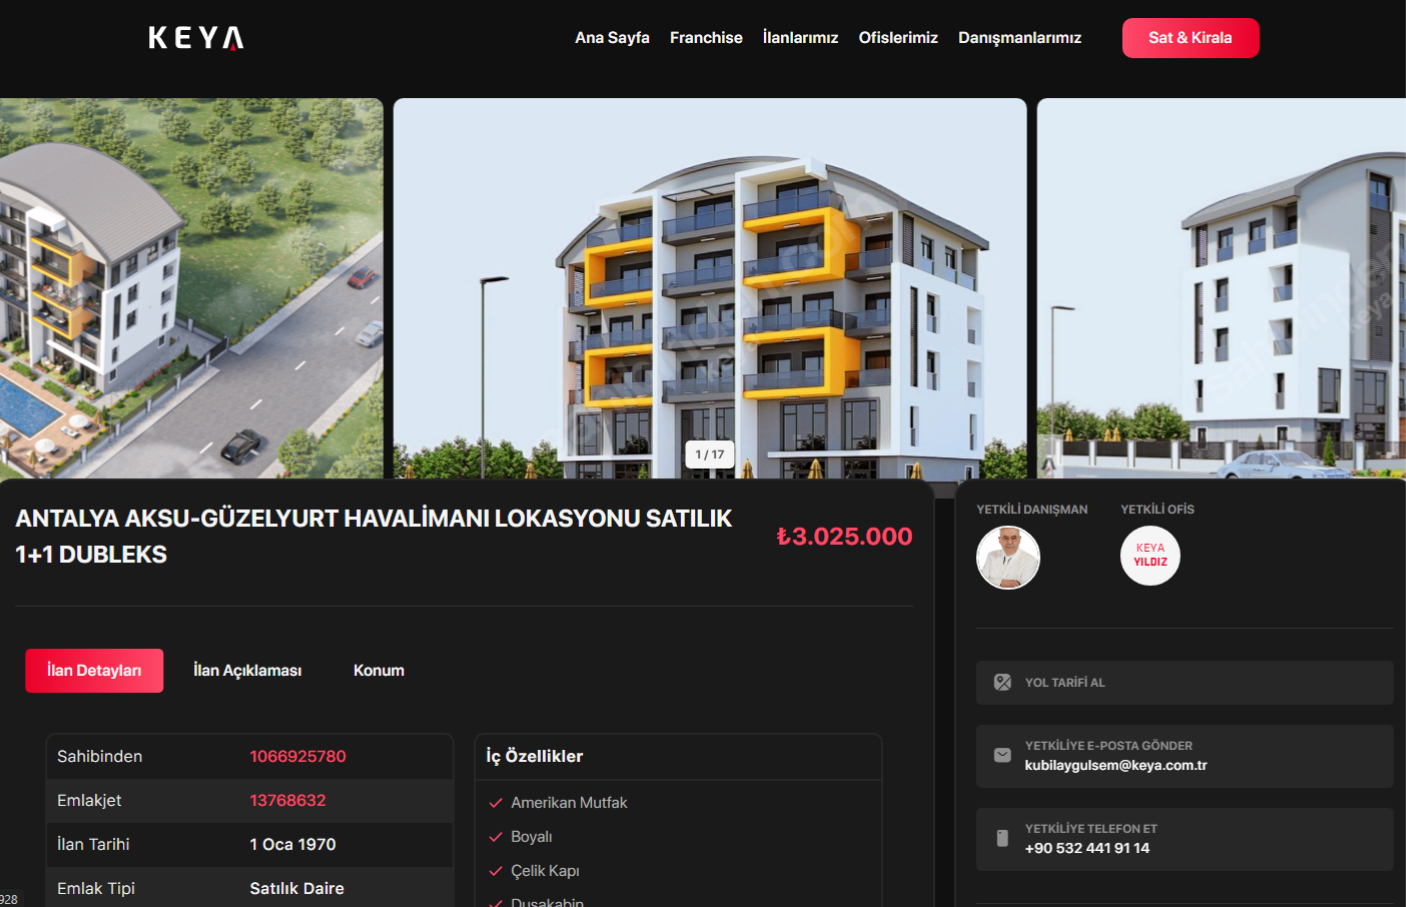 KEYA
Ana Sayfa
Franchise
İlanlarımız
Ofislerimiz
Danışmanlarımız
Sat & Kirala
1 / 17
ANTALYA AKSU-GÜZELYURT HAVALİMANI LOKASYONU SATILIK
1+1 DUBLEKS
₺3.025.000
İlan Detayları
İlan Açıklaması
Konum
Sahibinden
1066925780
Emlakjet
13768632
İlan Tarihi
1 Oca 1970
Emlak Tipi
Satılık Daire
İç Özellikler
Amerikan Mutfak
Boyalı
Çelik Kapı
Duşakabin
YETKİLİ DANIŞMAN
YETKİLİ OFİS
KEYA
YILDIZ
YOL TARİFİ AL
YETKİLİYE E-POSTA GÖNDER
kubilaygulsem@keya.com.tr
YETKİLİYE TELEFON ET
+90 532 441 91 14
928